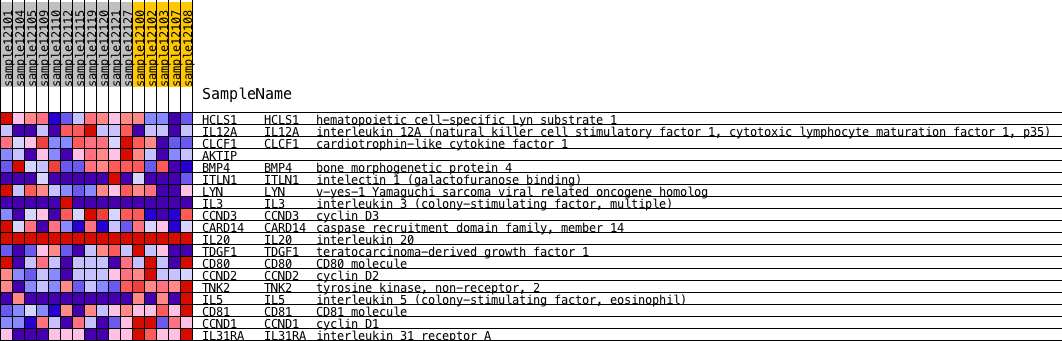 sample12101
sample12104
sample12105
sample12109
sample12110
sample12112
sample12115
sample12119
sample12120
sample12121
sample12127
sample12100
sample12102
sample12103
sample12107
sample12108
SampleName
HCLS1 HCLS1 hematopoietic cell-specific Lyn substrate 1
IL12A IL12A interleukin 12A (natural killer cell stimulatory factor 1, cytotoxic lymphocyte maturation factor 1, p35)
CLCF1 CLCF1 cardiotrophin-like cytokine factor 1
AKTIP
BMP4 BMP4 bone morphogenetic protein 4
ITLN1 ITLN1 intelectin 1 (galactofuranose binding)
LYN LYN v-yes-1 Yamaguchi sarcoma viral related oncogene homolog
IL3 IL3 interleukin 3 (colony-stimulating factor, multiple)
CCND3 CCND3 cyclin D3
CARD14 CARD14 caspase recruitment domain family, member 14
IL20 IL20 interleukin 20
TDGF1 TDGF1 teratocarcinoma-derived growth factor 1
CD80 CD80 CD80 molecule
CCND2 CCND2 cyclin D2
TNK2 TNK2 tyrosine kinase, non-receptor, 2
IL5 IL5 interleukin 5 (colony-stimulating factor, eosinophil)
CD81 CD81 CD81 molecule
CCND1 CCND1 cyclin D1
IL31RA IL31RA interleukin 31 receptor A